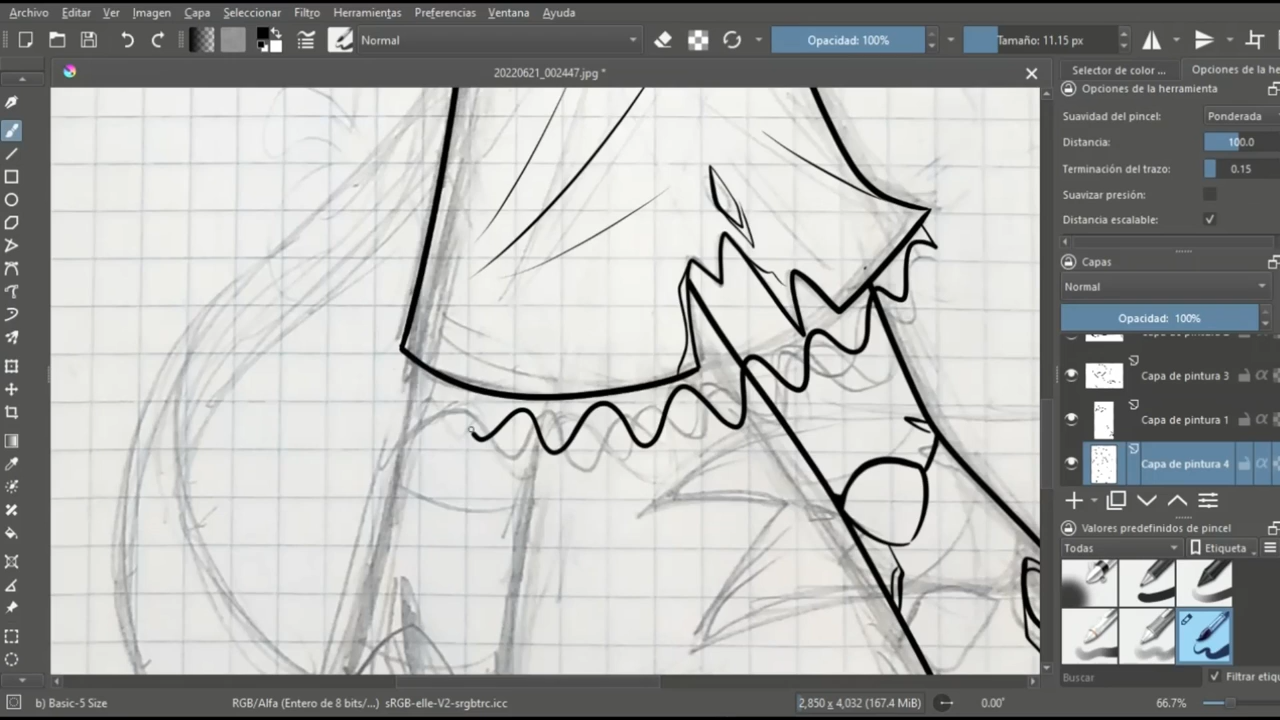 Archivo Editar Ver Imagen Capa Seleccionar Filtro Herramientas Preferencias Ventana Ayuda
Normal Opacidad: 100% Tamaño: 11.15 px
20220621_002447.jpg *
Selector de color ... Opciones de la he
Opciones de la herramienta
Suavidad del pincel: Ponderada
Distancia: 100.0
Terminación del trazo: 0.15
Suavizar presión:
Distancia escalable:
Capas
Normal
Opacidad: 100%
Capa de pintura 3
Capa de pintura 1
Capa de pintura 4
Valores predefinidos de pincel
Todas Etiqueta
Buscar Filtrar etiqu
b) Basic-5 Size RGB/Alfa (Entero de 8 bits/...) sRGB-elle-V2-srgbtrc.icc 2,850 x 4,032 (167.4 MiB) 0.00° 66.7%